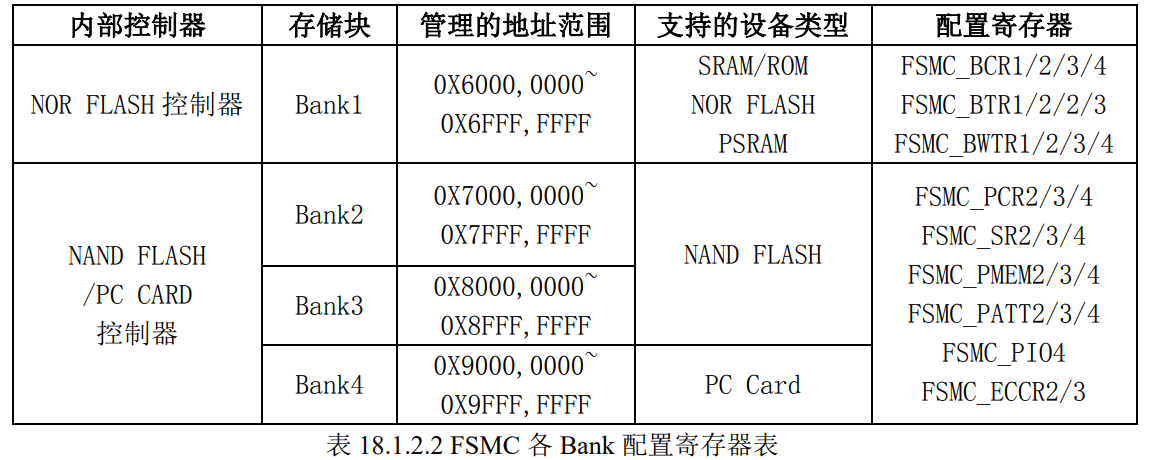 内部控制器 存储块 管理的地址范围 支持的设备类型 配置寄存器
NOR FLASH 控制器
Bank1
0X6000,0000~
0X6FFF,FFFF
SRAM/ROM
NOR FLASH
PSRAM
FSMC_BCR1/2/3/4
FSMC_BTR1/2/2/3
FSMC_BWTR1/2/3/4
NAND FLASH
/PC CARD
控制器
Bank2
0X7000,0000~
0X7FFF,FFFF
NAND FLASH
Bank3
0X8000,0000~
0X8FFF,FFFF
Bank4
0X9000,0000~
0X9FFF,FFFF
PC Card
FSMC_PCR2/3/4
FSMC_SR2/3/4
FSMC_PMEM2/3/4
FSMC_PATT2/3/4
FSMC_PIO4
FSMC_ECCR2/3
表 18.1.2.2 FSMC 各 Bank 配置寄存器表